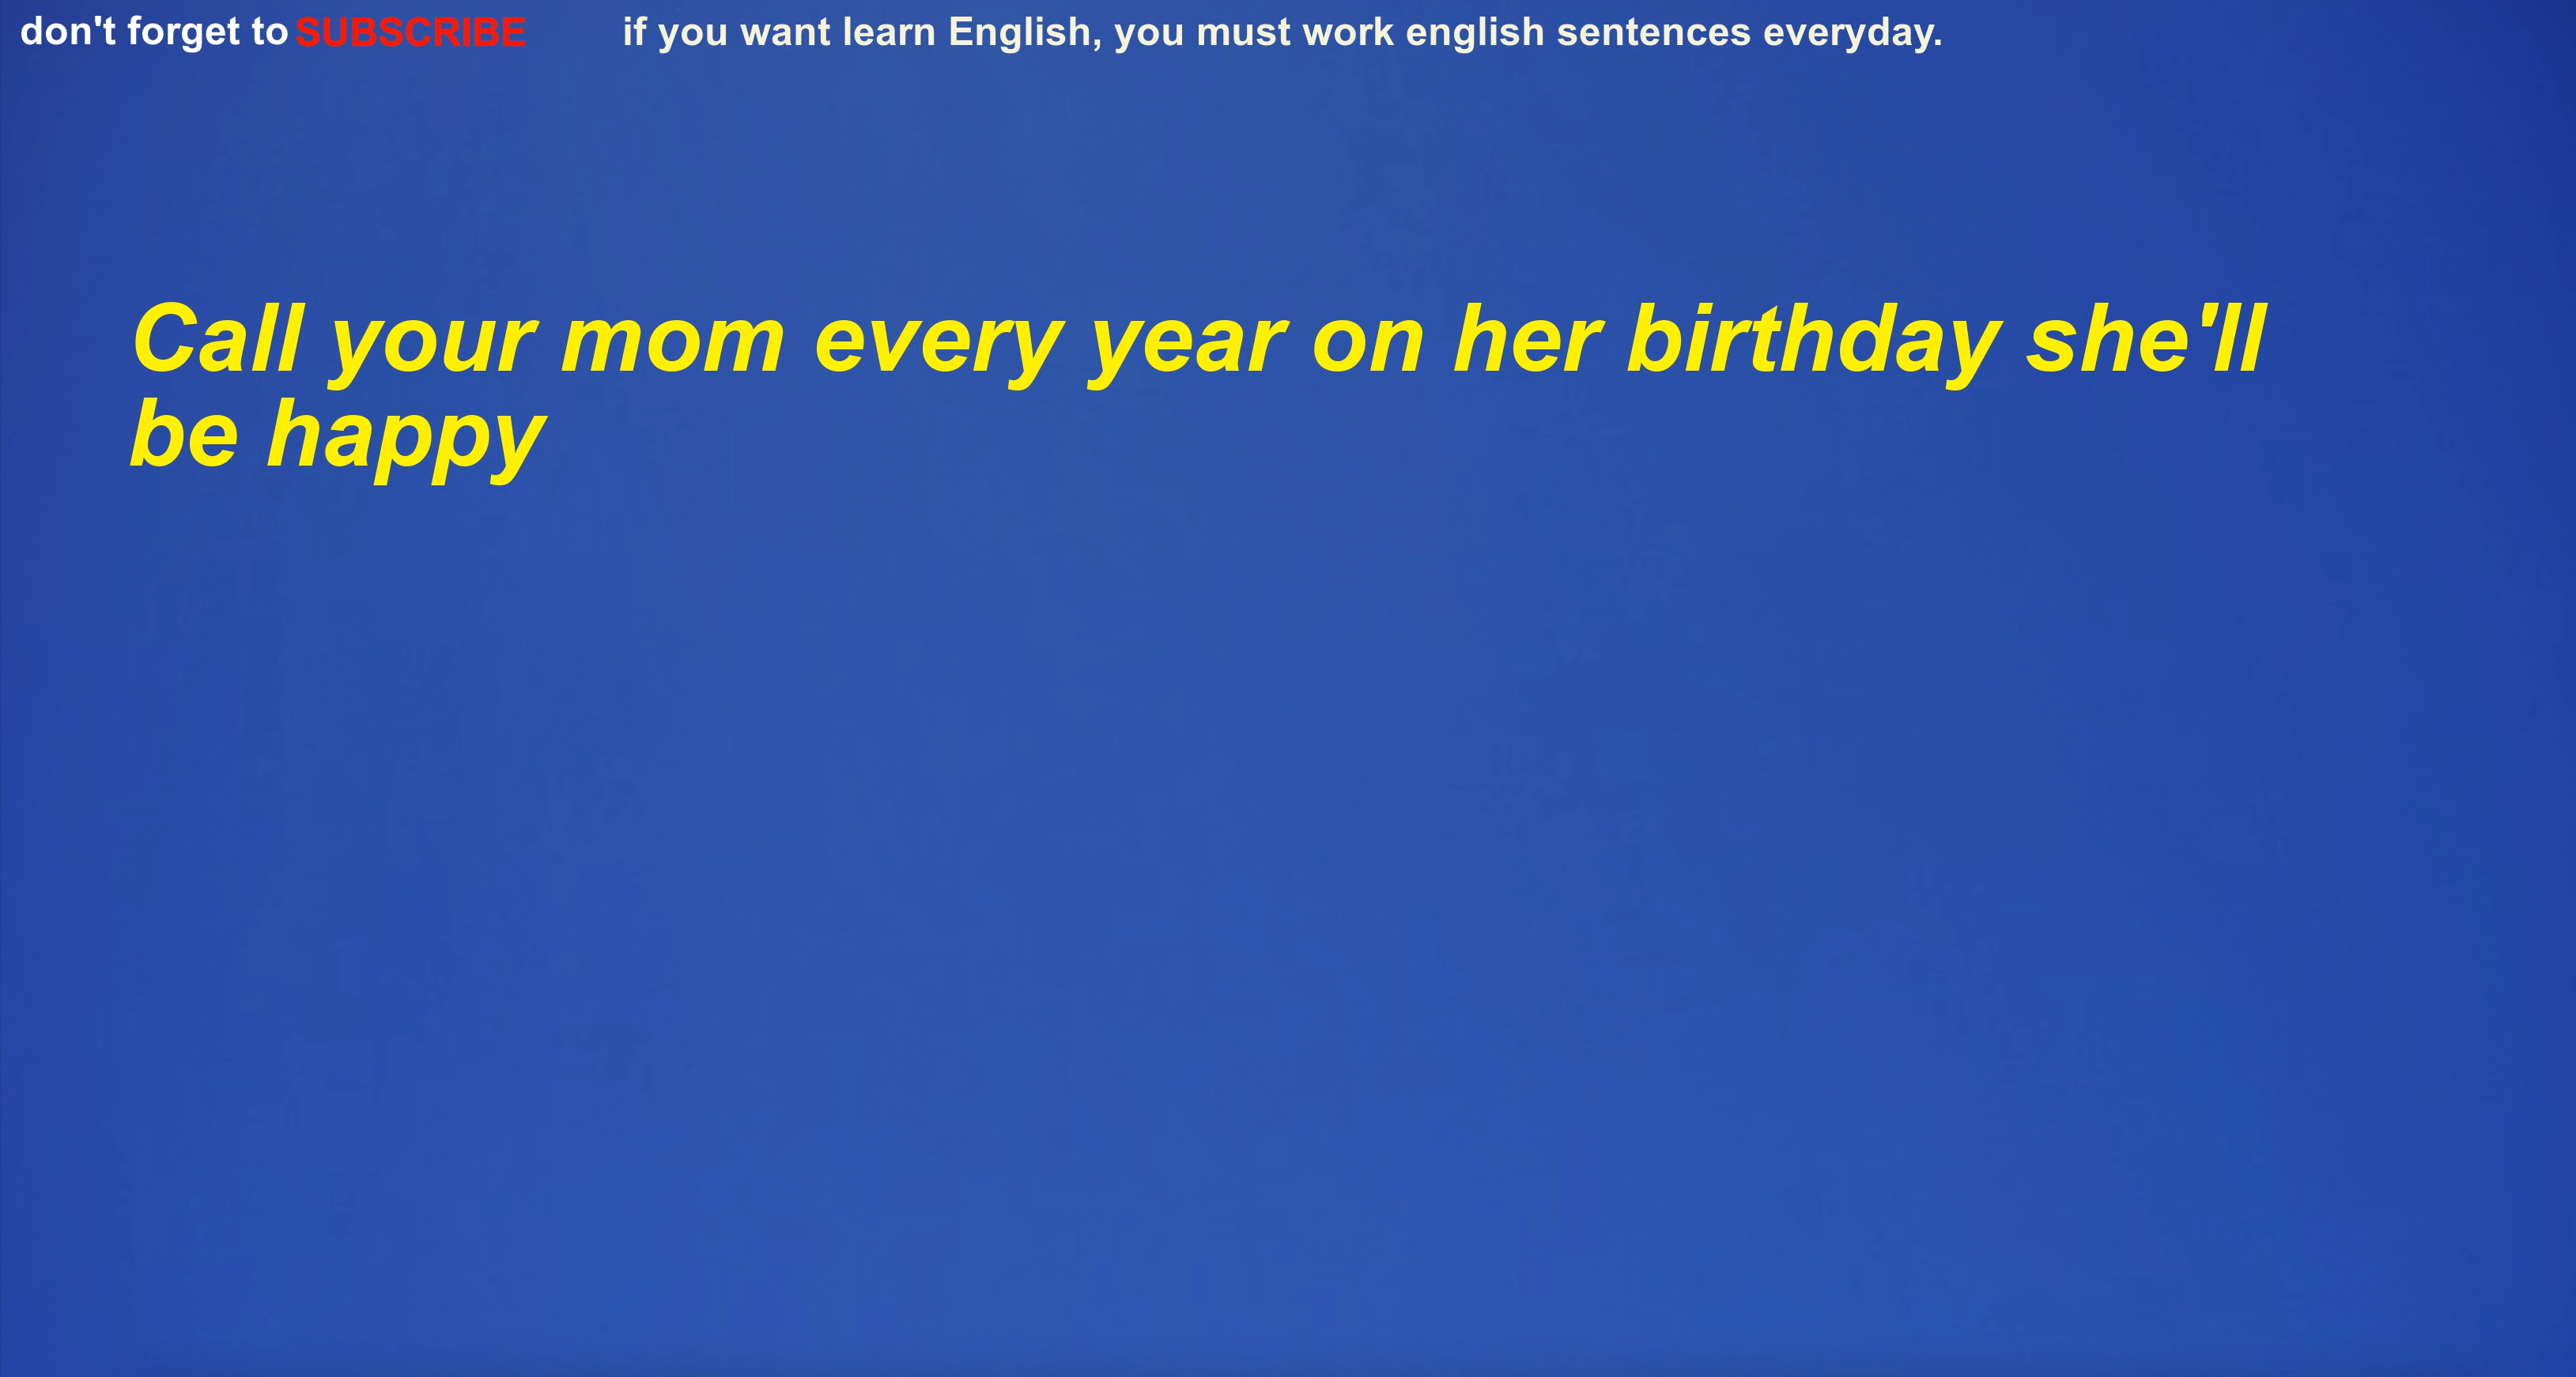 don't forget to SUBSCRIBE if you want learn English, you must work english sentences everyday.
Call your mom every year on her birthday she'll
be happy